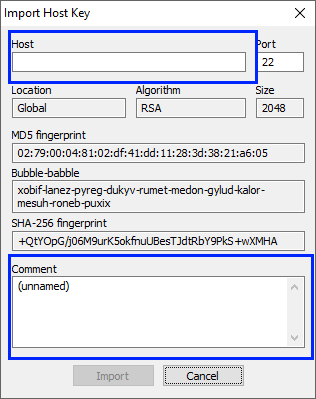 Import Host Key
Host
Port
22
Location
Algorithm
Size
Global
RSA
2048
MD5 fingerprint
02:79:00:04:81:02:df:41:dd:11:28:3d:38:21:a6:05
Bubble-babble
xobif-lanez-pyreg-dukyv-rumet-medon-gylud-kalor-
mesuh-roneb-puxix
SHA-256 fingerprint
+QtYOpG/j06M9urK5okfnuUBesTJdtRbY9PkS+wXMHA
Comment
(unnamed)
Import
Cancel